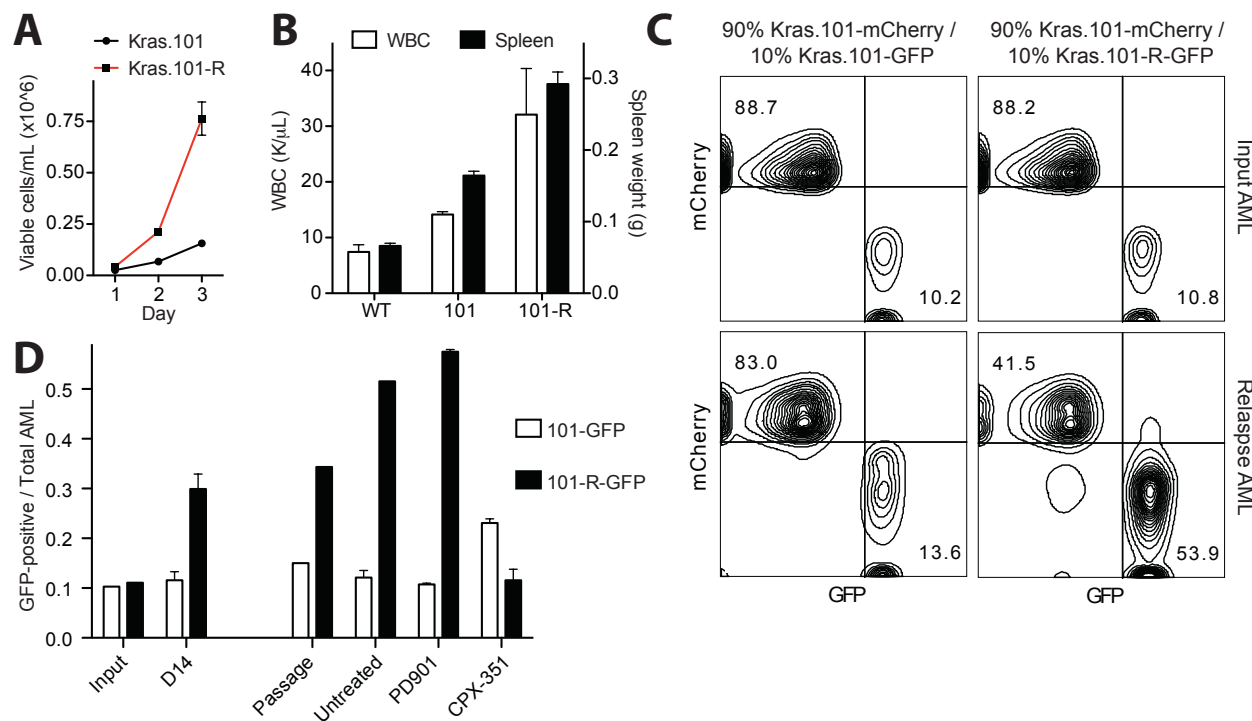 A
Kras.101
Kras.101-R
Viable cells/mL (x10^6)
0.75
0.50
0.25
0.00
1 2 3
Day
B
WBC Spleen
WBC (K/µL)
40
30
20
10
0
Spleen weight (g)
0.3
0.2
0.1
0.0
WT 101 101-R
C
90% Kras.101-mCherry /
10% Kras.101-GFP
90% Kras.101-mCherry /
10% Kras.101-R-GFP
88.7
10.2
88.2
10.8
mCherry
Input AML
83.0
13.6
41.5
53.9
mCherry
Relaspse AML
GFP
GFP
D
GFP-positive / Total AML
0.5
0.4
0.3
0.2
0.1
0.0
101-GFP
101-R-GFP
Input
D14
Passage
Untreated
PD901
CPX-351